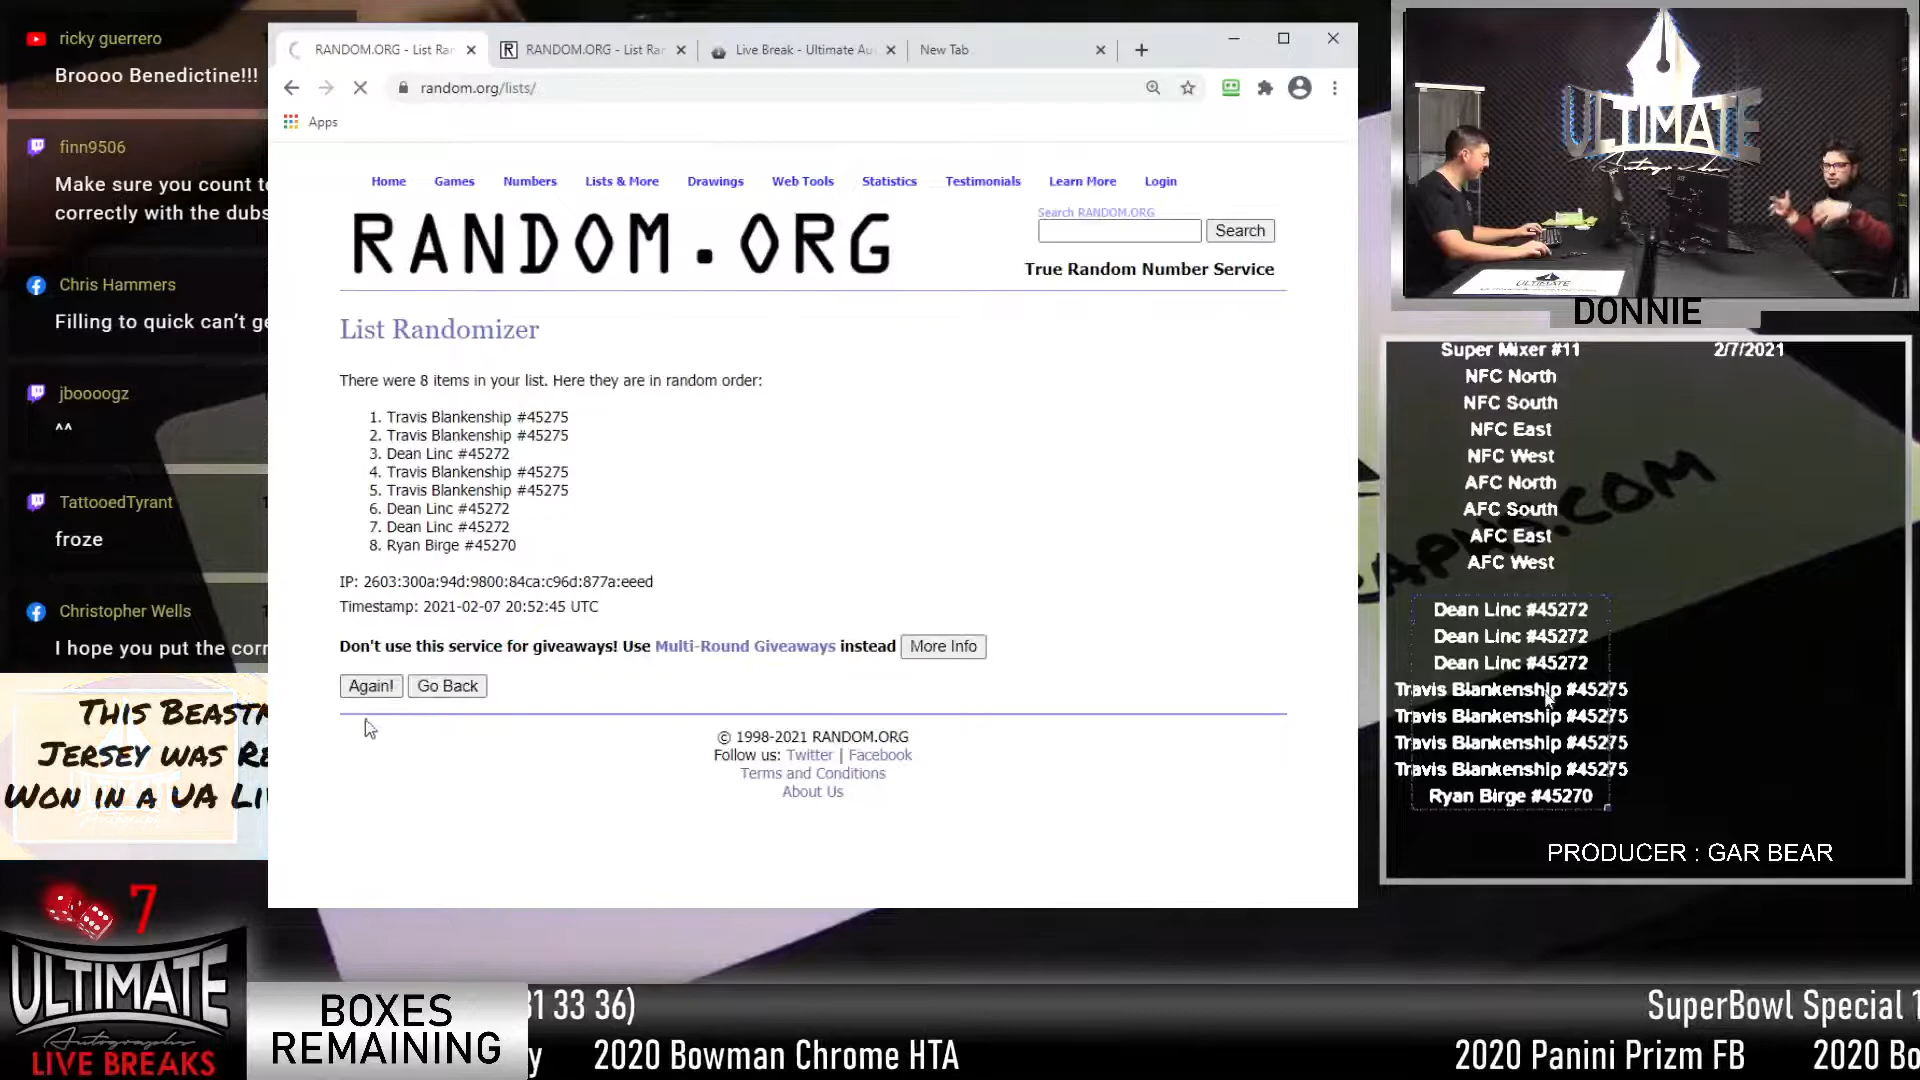 ricky guerrero
Broooo Benedictine!!!
finn9506
Make sure you count to
correctly with the dubs
Chris Hammers
Filling to quick can't ge
jboooogz
^^
TattooedTyrant
froze
Christopher Wells
I hope you put the corr
THIS BEASTM
JERSEY WAS RE
WON IN A UA LI
7
ULTIMATE
Autographs
LIVE BREAKS
BOXES
REMAINING
RANDOM.ORG - List Ra
RANDOM.ORG - List Rar
Live Break - Ultimate Au
New Tab
random.org/lists/
Apps
Home Games Numbers Lists & More Drawings Web Tools Statistics Testimonials Learn More Login
RANDOM.ORG
Search RANDOM.ORG
Search
True Random Number Service
List Randomizer
There were 8 items in your list. Here they are in random order:
1. Travis Blankenship #45275
2. Travis Blankenship #45275
3. Dean Linc #45272
4. Travis Blankenship #45275
5. Travis Blankenship #45275
6. Dean Linc #45272
7. Dean Linc #45272
8. Ryan Birge #45270
IP: 2603:300a:94d:9800:84ca:c96d:877a:eeed
Timestamp: 2021-02-07 20:52:45 UTC
Don't use this service for giveaways! Use Multi-Round Giveaways instead More Info
Again! Go Back
© 1998-2021 RANDOM.ORG
Follow us: Twitter | Facebook
Terms and Conditions
About Us
ULTIMATE
Autographs
ULTIMATE
DONNIE
Super Mixer #11 2/7/2021
NFC North
NFC South
NFC East
NFC West
AFC North
AFC South
AFC East
AFC West
Dean Linc #45272
Dean Linc #45272
Dean Linc #45272
Travis Blankenship #45275
Travis Blankenship #45275
Travis Blankenship #45275
Travis Blankenship #45275
Ryan Birge #45270
PRODUCER : GAR BEAR
31 33 36) SuperBowl Special 1
y 2020 Bowman Chrome HTA 2020 Panini Prizm FB 2020 Bo